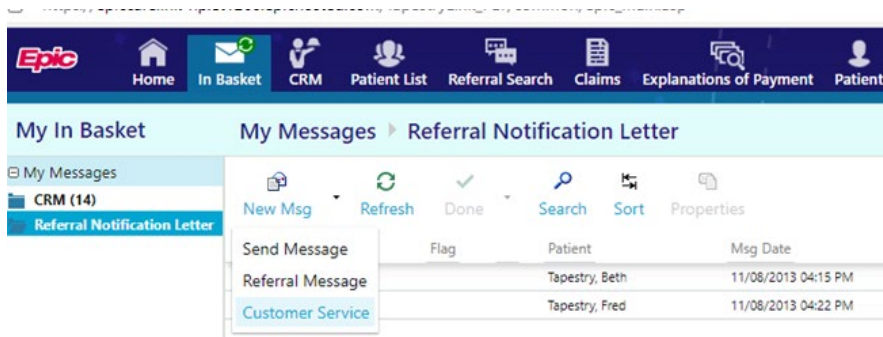 Epic
Home In Basket CRM Patient List Referral Search Claims Explanations of Payment Patient
My In Basket
My Messages Referral Notification Letter
My Messages
CRM (14)
Referral Notification Letter
New Msg Refresh Done Search Sort Properties
Send Message
Referral Message
Customer Service
Flag Patient Msg Date
Tapestry, Beth 11/08/2013 04:15 PM
Tapestry, Fred 11/08/2013 04:22 PM